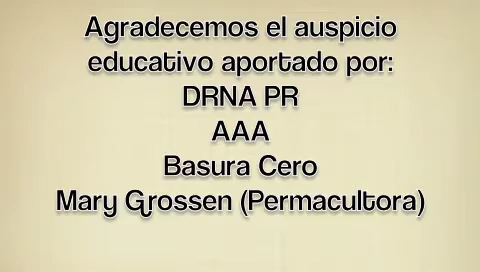 Agradecemos el auspicio
educativo aportado por:
DRNA PR
AAA
Basura Cero
Mary Grossen (Permacultora)